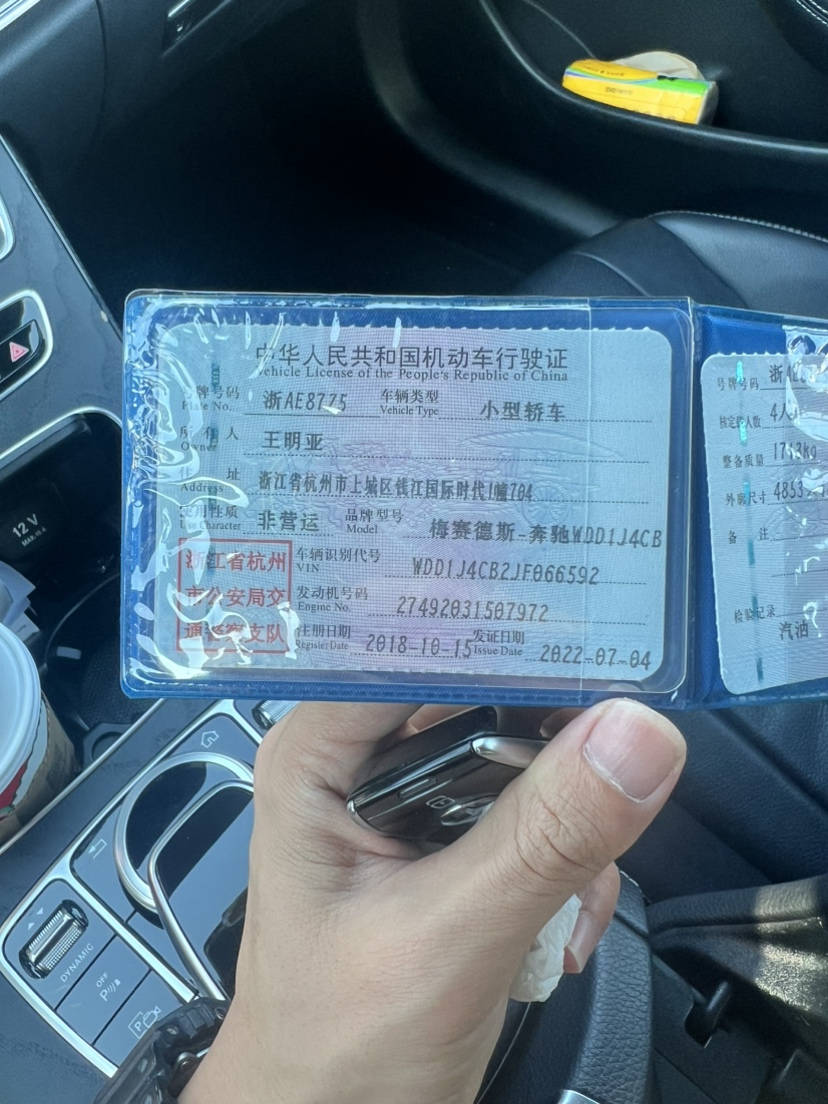 中华人民共和国机动车行驶证
Vehicle License of the People's Republic of China
号牌号码 浙AE8775 车辆类型 小型轿车
Plate No. Vehicle Type
所有人 王明亚
Owner
住址 浙江省杭州市上城区钱江国际时代1幢704
Address
使用性质 非营运 品牌型号 梅赛德斯-奔驰WDD1J4CB
Use Character Model
浙江省杭州
市公安局交
通警察支队
车辆识别代号 WDD1J4CB2JF066592
VIN
发动机号码 27492031507972
Engine No.
注册日期 2018-10-15 发证日期 2022-07-04
Register Date Issue Date
号牌号码 浙AE
核定载人数 4人
整备质量
外廓尺寸 4853
备注
检验记录
汽油
12 V
DYNAMIC
OFF
P
P